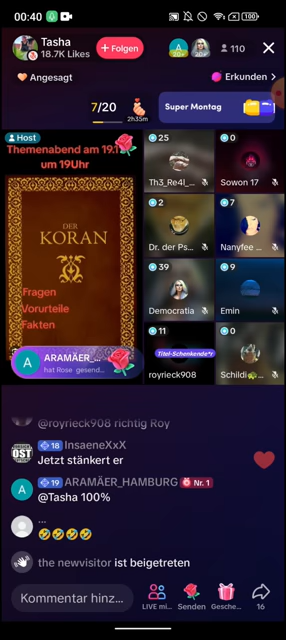 00:40
100
Tasha
18.7K Likes
+ Folgen
20+
20+
110
Angesagt
Erkunden
7/20
2h35m
Super Montag
Host
Themenabend am 19.1
um 19Uhr
DER
KORAN
Fragen
Vorurteile
Fakten
A
ARAMÄER_...
hat Rose gesend...
25
Th3_Re4l_...
0
Sowon 17
2
Dr. der Ps...
7
Nanyfee ...
39
Democratia
9
Emin
11
Titel-Schenkende*r
royrieck908
0
Schildi
@royrieck908 richtig Roy
OST
18 InsaeneXxX
Jetzt stänkert er
A
19 ARAMÄER_HAMBURG Nr. 1
@Tasha 100%
...
🤣🤣🤣🤣
the newvisitor ist beigetreten
Kommentar hinz...
LIVE mi...
Senden
Gesche...
16